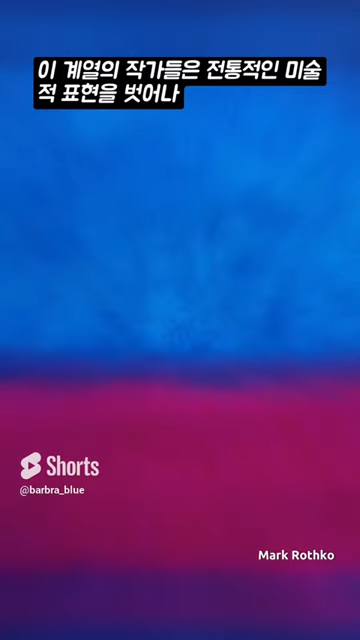 이 계열의 작가들은 전통적인 미술
적 표현을 벗어나
Shorts
@barbra_blue
Mark Rothko